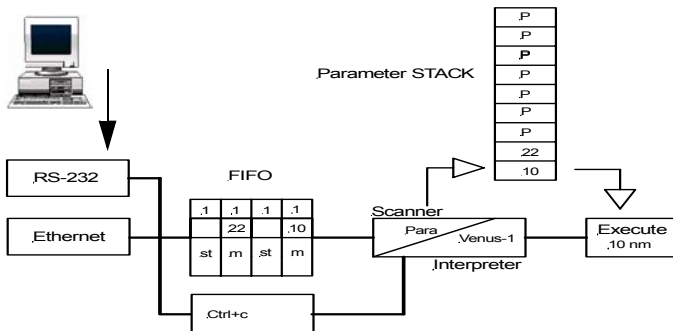 .P
.P
.P
.P
.P
.P
.P
.22
.10
.Parameter STACK
.RS-232
.Ethernet
FIFO
.1 .1 .1 .1
.22 .10
.st .m .st .m
.Ctrl+c
.Scanner
.Para
.Venus-1
.Interpreter
.Execute
.10 nm